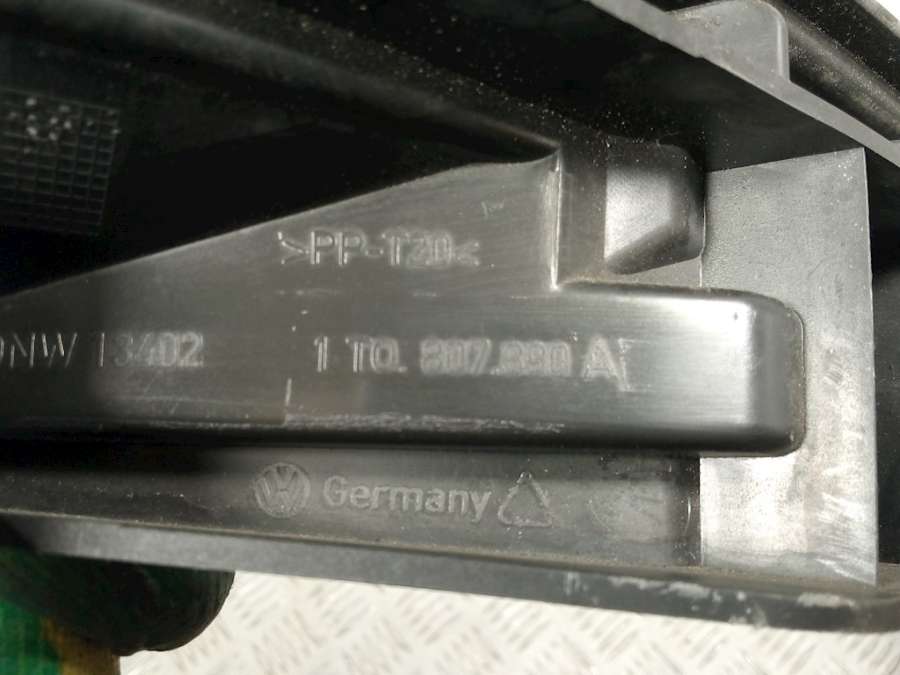 >PP-T20<
DNW 13402 1 T0. 807.890 A
Germany